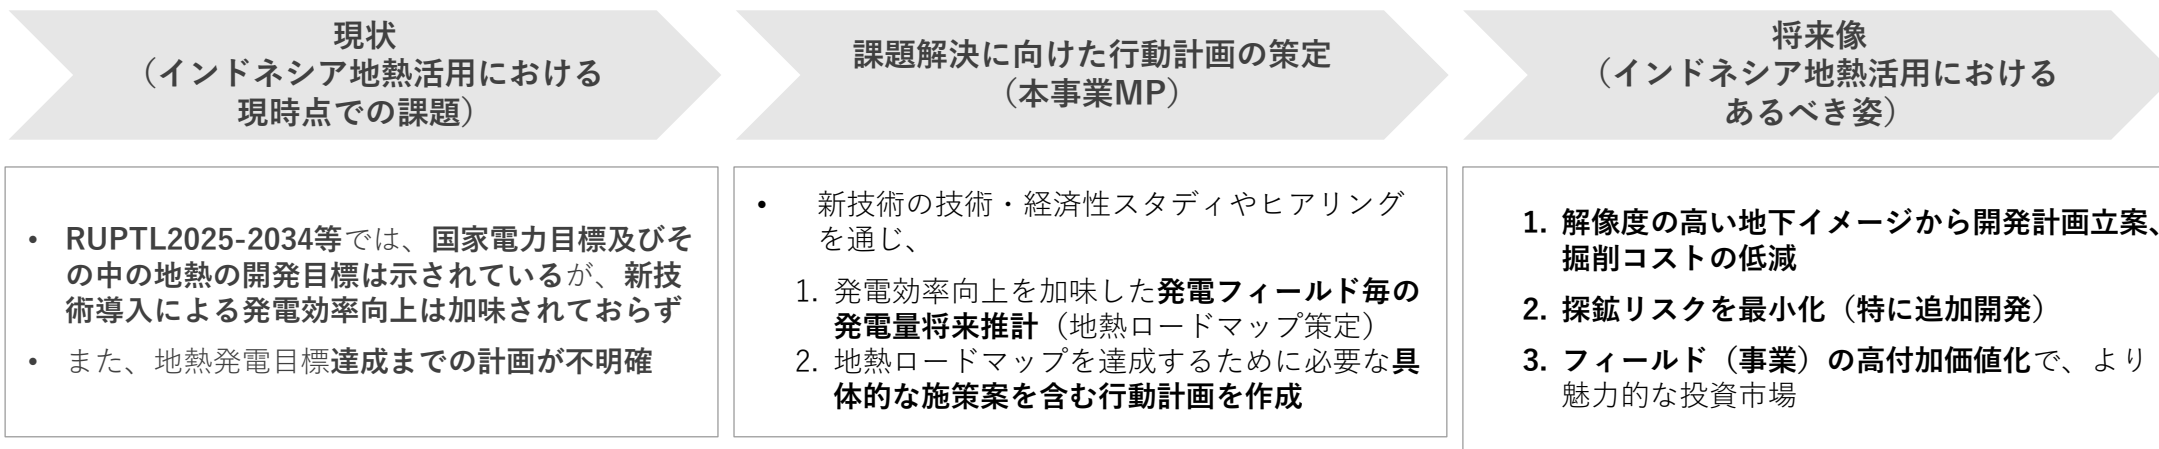 現状
（インドネシア地熱活用における
現時点での課題）
課題解決に向けた行動計画の策定
（本事業MP）
将来像
（インドネシア地熱活用における
あるべき姿）
• RUPTL2025-2034等では、国家電力目標及びそ
の中の地熱の開発目標は示されているが、新技
術導入による発電効率向上は加味されておらず
• また、地熱発電目標達成までの計画が不明確
• 新技術の技術・経済性スタディやヒアリング
を通じ、
1. 発電効率向上を加味した発電フィールド毎の
発電量将来推計（地熱ロードマップ策定）
2. 地熱ロードマップを達成するために必要な具
体的な施策案を含む行動計画を作成
1. 解像度の高い地下イメージから開発計画立案、
掘削コストの低減
2. 探鉱リスクを最小化（特に追加開発）
3. フィールド（事業）の高付加価値化で、より
魅力的な投資市場